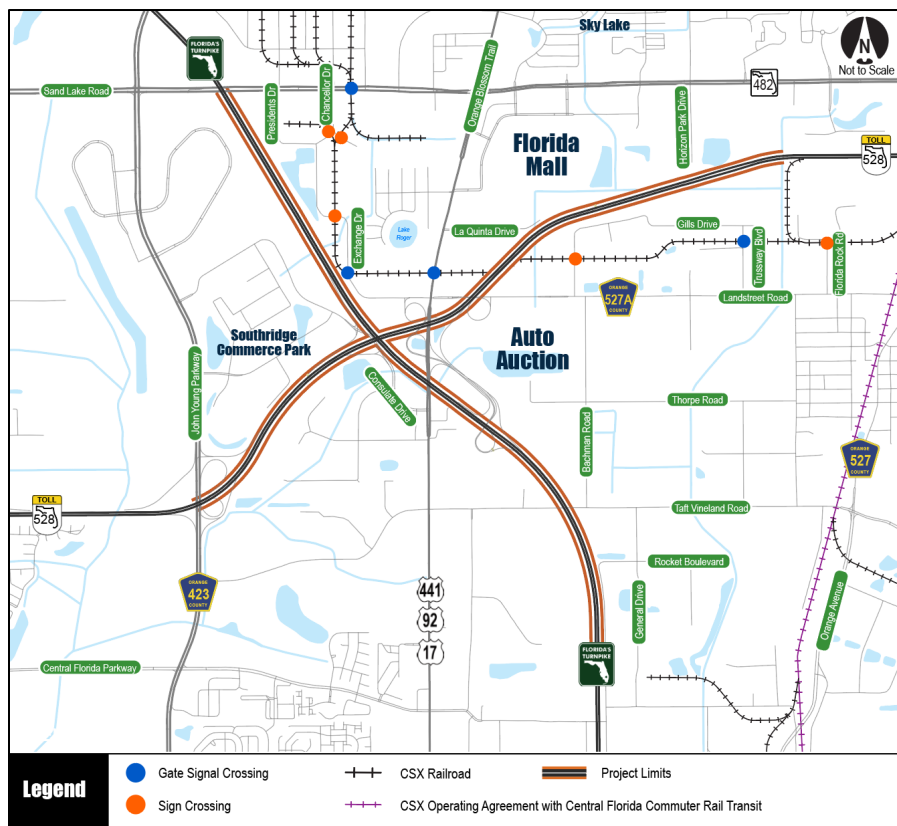 Sky Lake
FLORIDA'S
TURNPIKE
N
Not to Scale
Sand Lake Road
Presidents Dr
Chancellor Dr
Orange Blossom Trail
482
Horizon Park Drive
TOLL
528
Florida
Mall
Exchange Dr
Lake
Roger
La Quinta Drive
Gills Drive
Trussway Blvd
Florida Rock Rd
ORANGE
527A
COUNTY
Landstreet Road
Southridge
Commerce Park
Auto
Auction
John Young Parkway
Consulate Drive
Thorpe Road
Bachman Road
ORANGE
527
COUNTY
TOLL
528
Taft Vineland Road
Rocket Boulevard
ORANGE
423
COUNTY
441
92
17
General Drive
Orange Avenue
FLORIDA'S
TURNPIKE
Central Florida Parkway
Legend
Gate Signal Crossing
CSX Railroad
Project Limits
Sign Crossing
CSX Operating Agreement with Central Florida Commuter Rail Transit